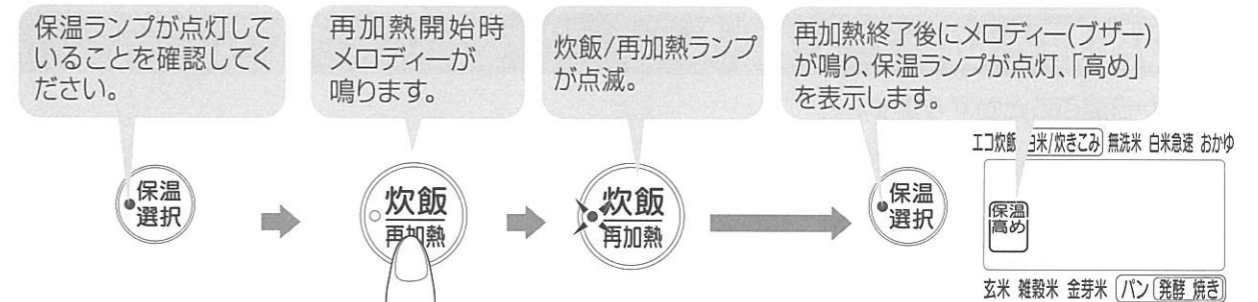 保温ランプが点灯して
いることを確認してく
ださい。
再加熱開始時
メロディーが
鳴ります。
炊飯/再加熱ランプ
が点滅。
再加熱終了後にメロディー(ブザー)
が鳴り、保温ランプが点灯、「高め」
を表示します。
保温
選択
炊飯
再加熱
炊飯
再加熱
保温
選択
エコ炊飯 白米/炊きこみ 無洗米 白米急速 おかゆ
保温
高め
玄米 雑穀米 金芽米 パン 発酵 焼き